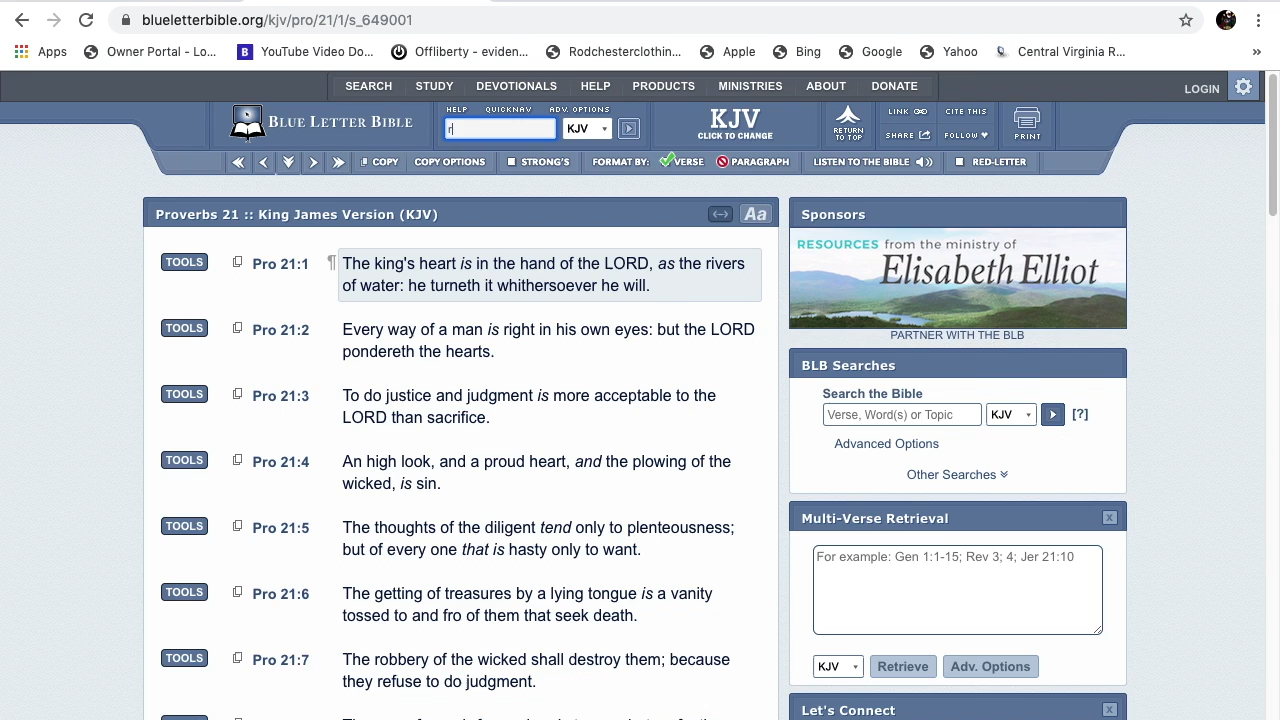 blueletterbible.org/kjv/pro/21/1/s_649001
Apps Owner Portal - Lo... YouTube Video Do... Offliberty - eviden... Rodchesterclothin... Apple Bing Google Yahoo Central Virginia R... »
SEARCH STUDY DEVOTIONALS HELP PRODUCTS MINISTRIES ABOUT DONATE
LOGIN
HELP QUICKNAV ADV. OPTIONS
BLUE LETTER BIBLE
r
KJV
KJV
CLICK TO CHANGE
RETURN
TO TOP
LINK
CITE THIS
SHARE
FOLLOW
PRINT
COPY COPY OPTIONS STRONG'S FORMAT BY: VERSE PARAGRAPH LISTEN TO THE BIBLE RED-LETTER
Proverbs 21 :: King James Version (KJV)
Aa
TOOLS Pro 21:1 ¶ The king's heart is in the hand of the LORD, as the rivers
of water: he turneth it whithersoever he will.
TOOLS Pro 21:2 Every way of a man is right in his own eyes: but the LORD
pondereth the hearts.
TOOLS Pro 21:3 To do justice and judgment is more acceptable to the
LORD than sacrifice.
TOOLS Pro 21:4 An high look, and a proud heart, and the plowing of the
wicked, is sin.
TOOLS Pro 21:5 The thoughts of the diligent tend only to plenteousness;
but of every one that is hasty only to want.
TOOLS Pro 21:6 The getting of treasures by a lying tongue is a vanity
tossed to and fro of them that seek death.
TOOLS Pro 21:7 The robbery of the wicked shall destroy them; because
they refuse to do judgment.
Sponsors
RESOURCES from the ministry of
Elisabeth Elliot
PARTNER WITH THE BLB
BLB Searches
Search the Bible
Verse, Word(s) or Topic KJV [?]
Advanced Options
Other Searches
Multi-Verse Retrieval X
For example: Gen 1:1-15; Rev 3; 4; Jer 21:10
KJV Retrieve Adv. Options
Let's Connect X